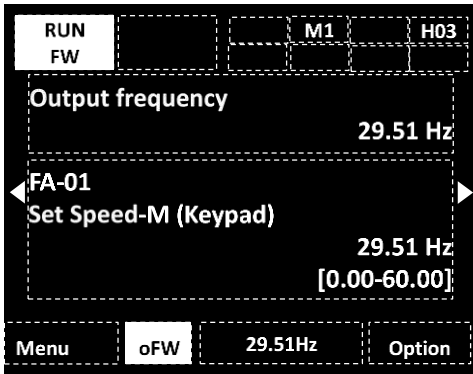 RUN M1 H03
FW
Output frequency
29.51 Hz
FA-01
Set Speed-M (Keypad)
29.51 Hz
[0.00-60.00]
Menu oFW 29.51Hz Option